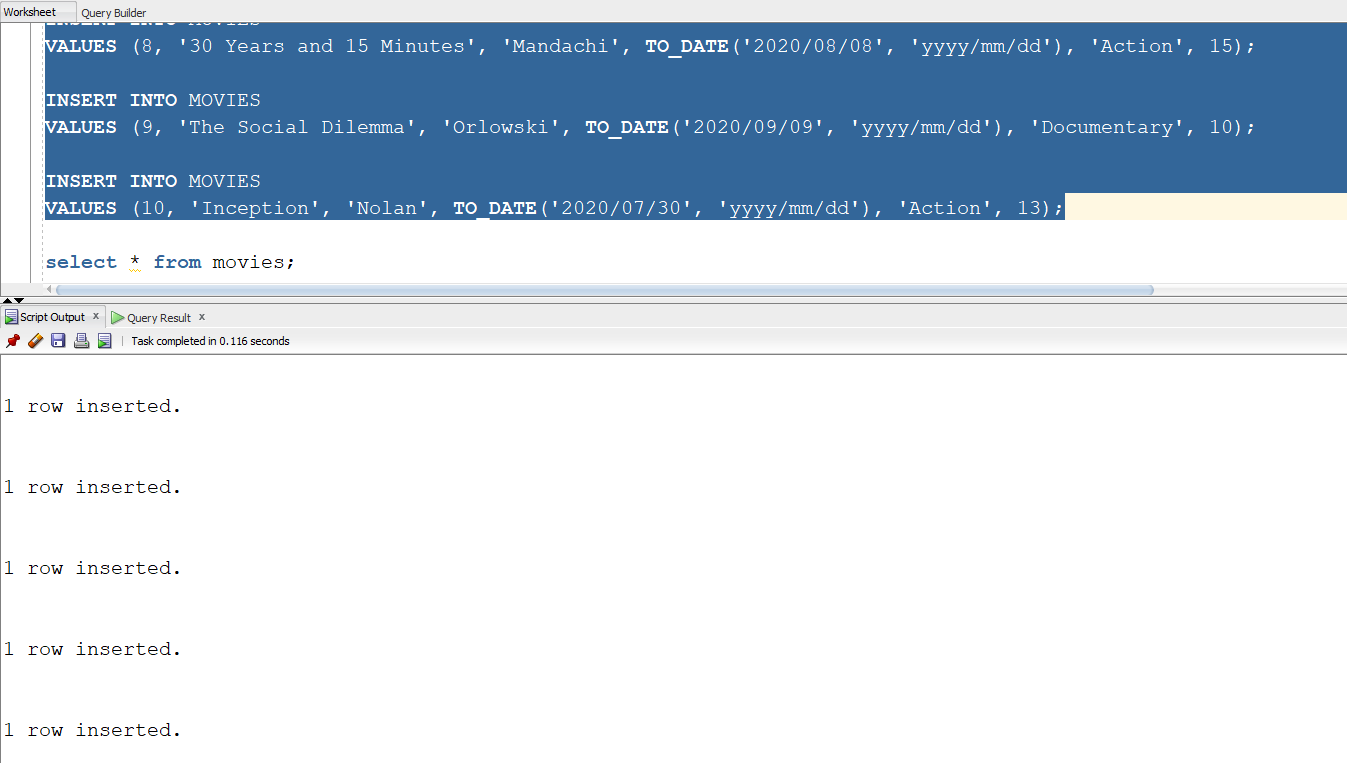 Worksheet Query Builder
INSERT INTO MOVIES
VALUES (8, '30 Years and 15 Minutes', 'Mandachi', TO_DATE('2020/08/08', 'yyyy/mm/dd'), 'Action', 15);
INSERT INTO MOVIES
VALUES (9, 'The Social Dilemma', 'Orlowski', TO_DATE('2020/09/09', 'yyyy/mm/dd'), 'Documentary', 10);
INSERT INTO MOVIES
VALUES (10, 'Inception', 'Nolan', TO_DATE('2020/07/30', 'yyyy/mm/dd'), 'Action', 13);
select * from movies;
Script Output x Query Result x
Task completed in 0.116 seconds
1 row inserted.
1 row inserted.
1 row inserted.
1 row inserted.
1 row inserted.